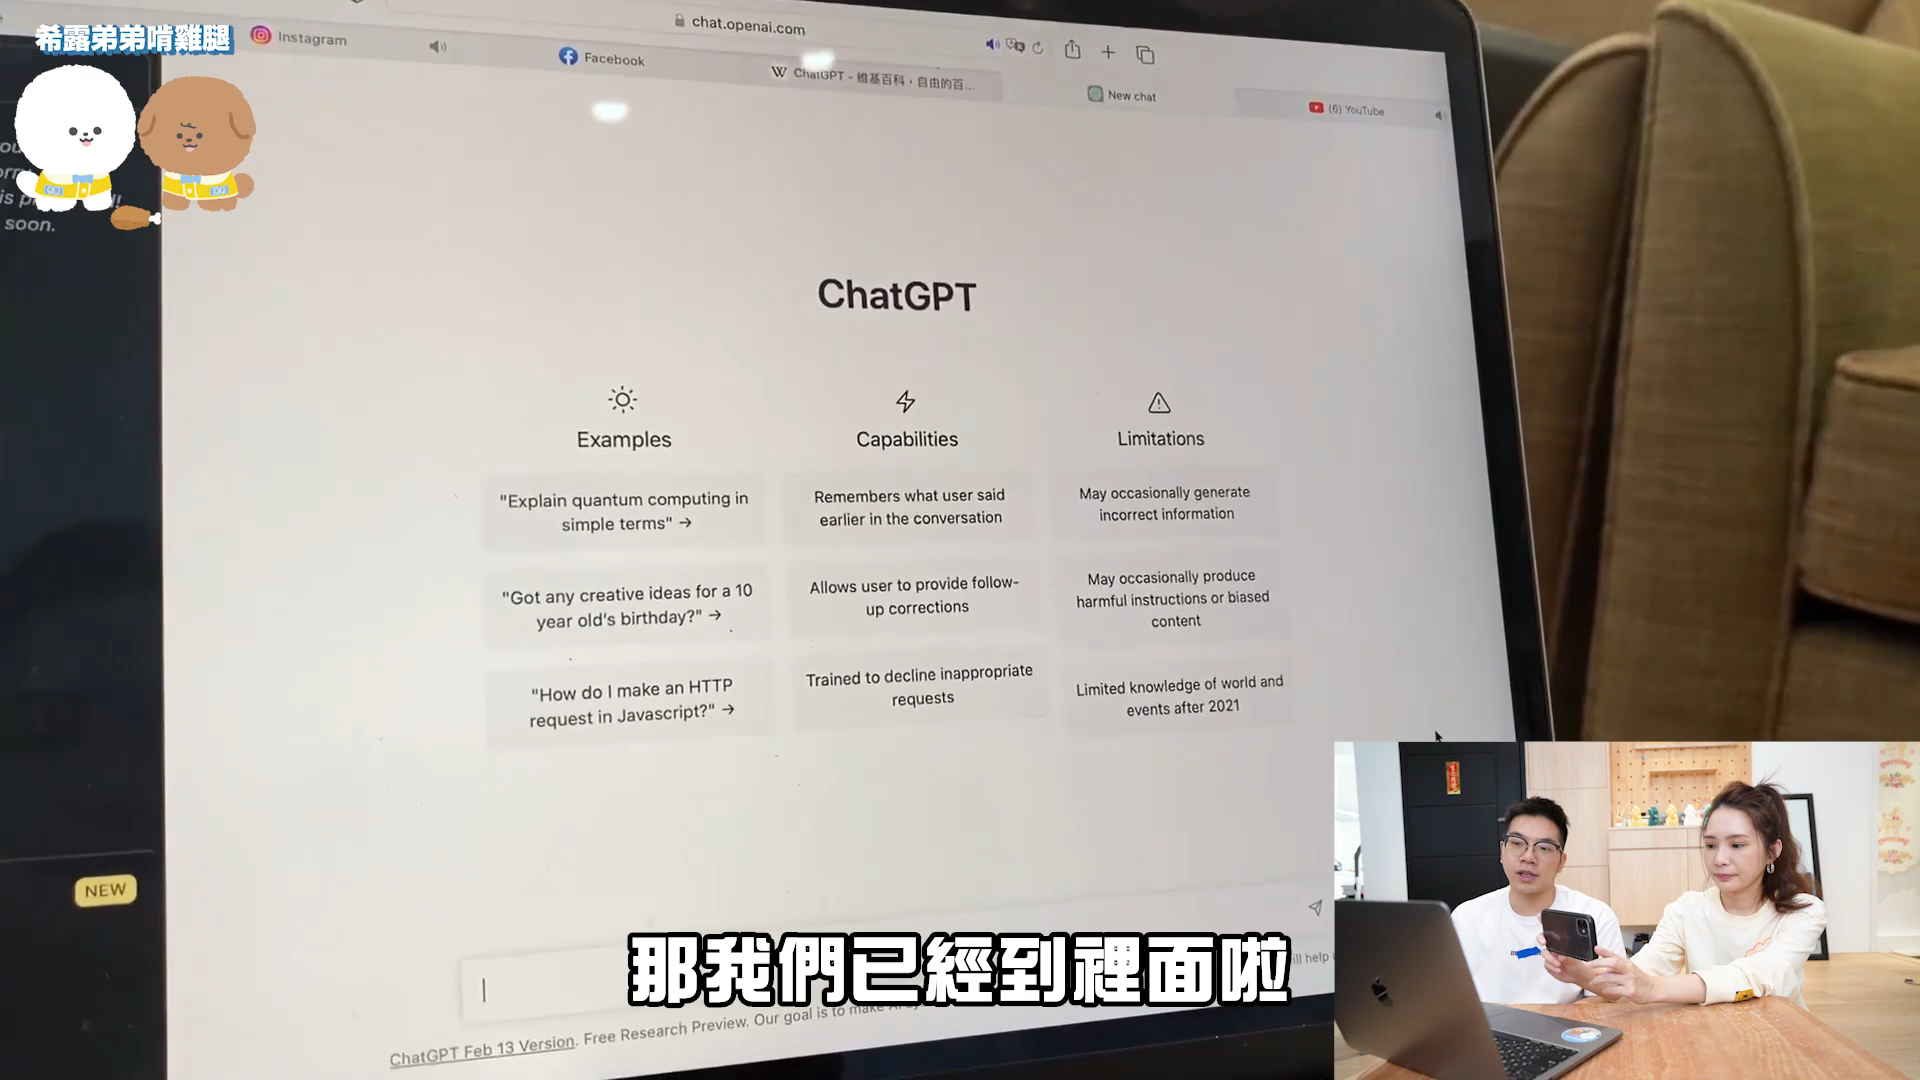 希露弟弟啃雞腿
chat.openai.com
Instagram
Facebook
ChatGPT - 維基百科，自由的百...
New chat
(6) YouTube
soon.
ChatGPT
Examples
Capabilities
Limitations
"Explain quantum computing in
simple terms" →
Remembers what user said
earlier in the conversation
May occasionally generate
incorrect information
"Got any creative ideas for a 10
year old's birthday?" →
Allows user to provide follow-
up corrections
May occasionally produce
harmful instructions or biased
content
"How do I make an HTTP
request in Javascript?" →
Trained to decline inappropriate
requests
Limited knowledge of world and
events after 2021
NEW
那我們已經到裡面啦
ChatGPT Feb 13 Version. Free Research Preview. Our goal is to make
will help